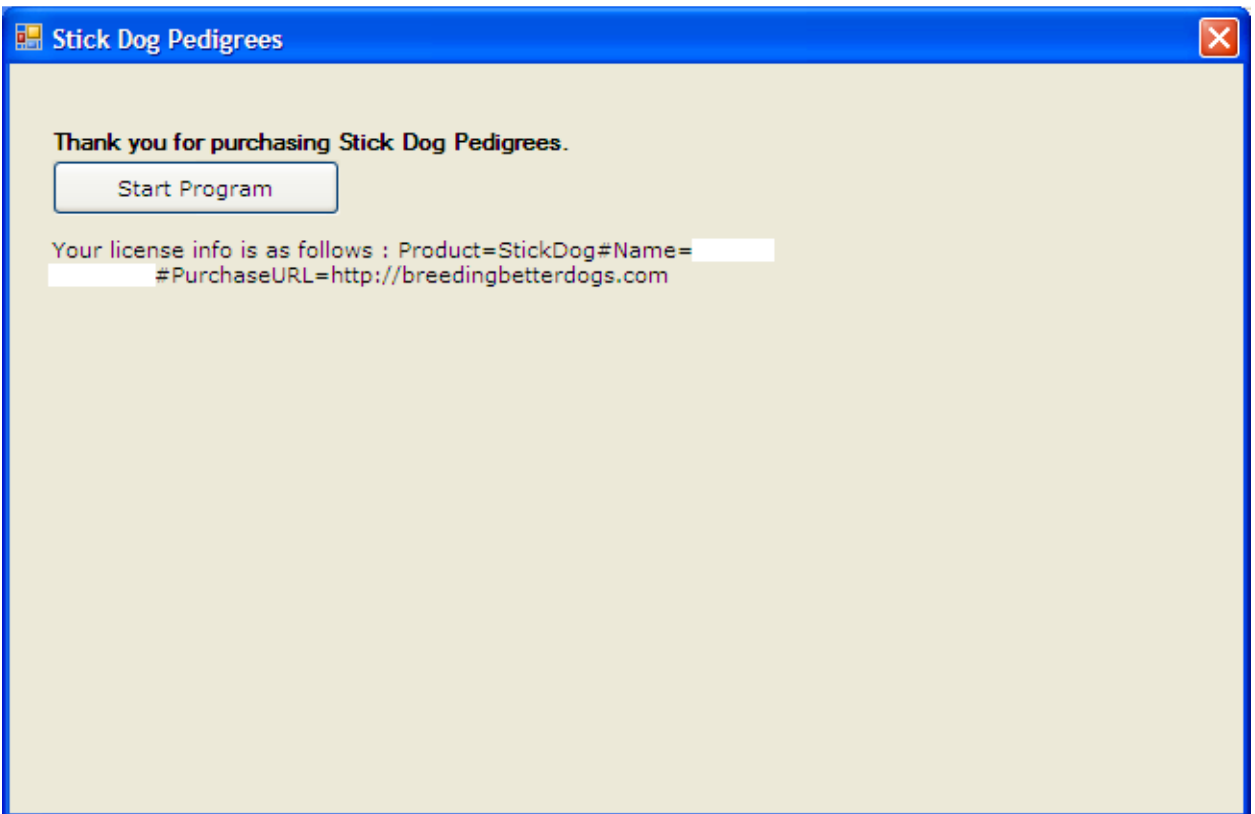 Stick Dog Pedigrees
Thank you for purchasing Stick Dog Pedigrees.
Start Program
Your license info is as follows : Product=StickDog#Name=
#PurchaseURL=http://breedingbetterdogs.com